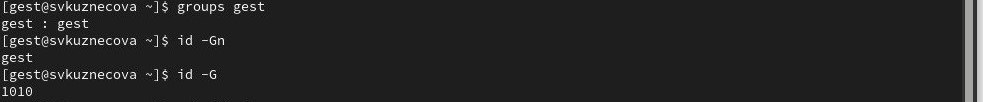 [gest@svkuznecova ~]$ groups gest
gest : gest
[gest@svkuznecova ~]$ id -Gn
gest
[gest@svkuznecova ~]$ id -G
1010